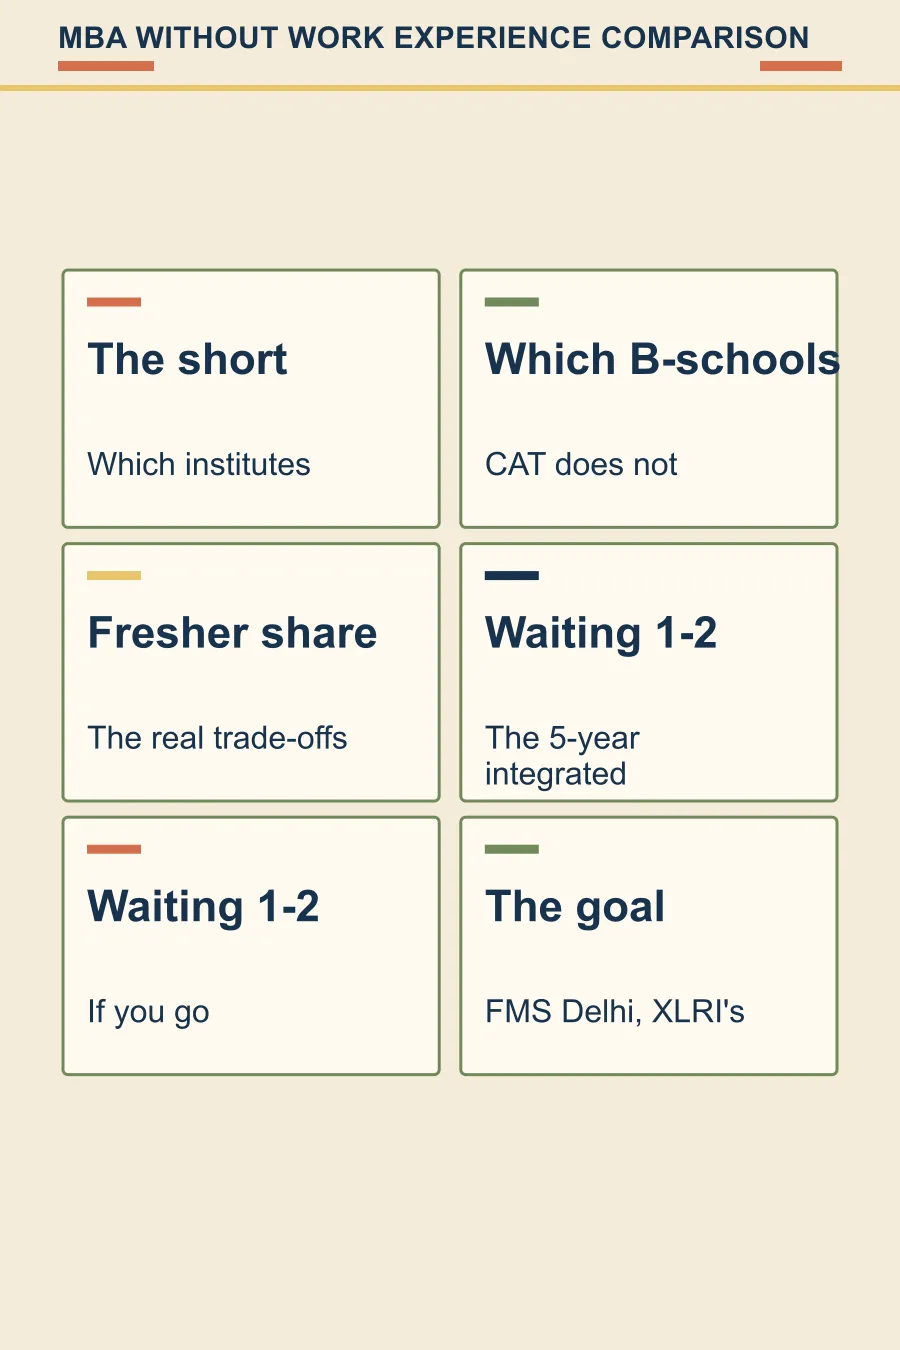 MBA WITHOUT WORK EXPERIENCE COMPARISON
The short
Which institutes
Which B-schools
CAT does not
Fresher share
The real trade-offs
Waiting 1-2
The 5-year
integrated
Waiting 1-2
If you go
The goal
FMS Delhi, XLRI's